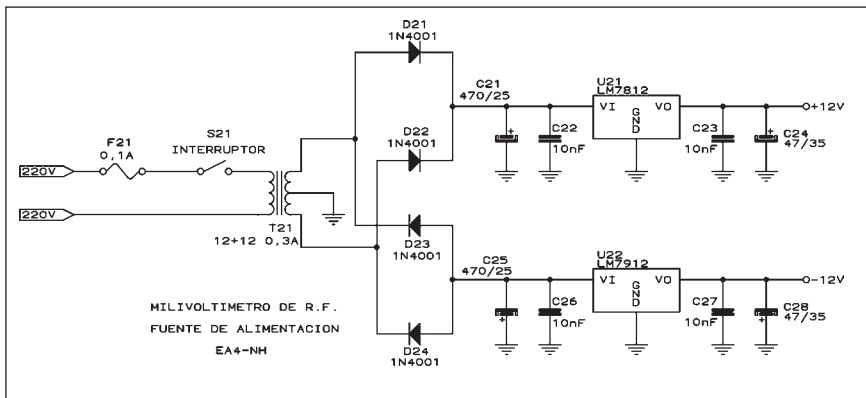 D21
1N4001
C21
470/25
U21
LM7812
VI
GND
VO
+12V
C22
10nF
C23
10nF
C24
47/35
F21
0,1A
S21
INTERRUPTOR
D22
1N4001
220V
220V
T21
12+12 0,3A
D23
1N4001
C25
470/25
U22
LM7912
VI
GND
VO
-12V
C26
10nF
C27
10nF
C28
47/35
D24
1N4001
MILIVOLTIMETRO DE R.F.
FUENTE DE ALIMENTACION
EA4-NH